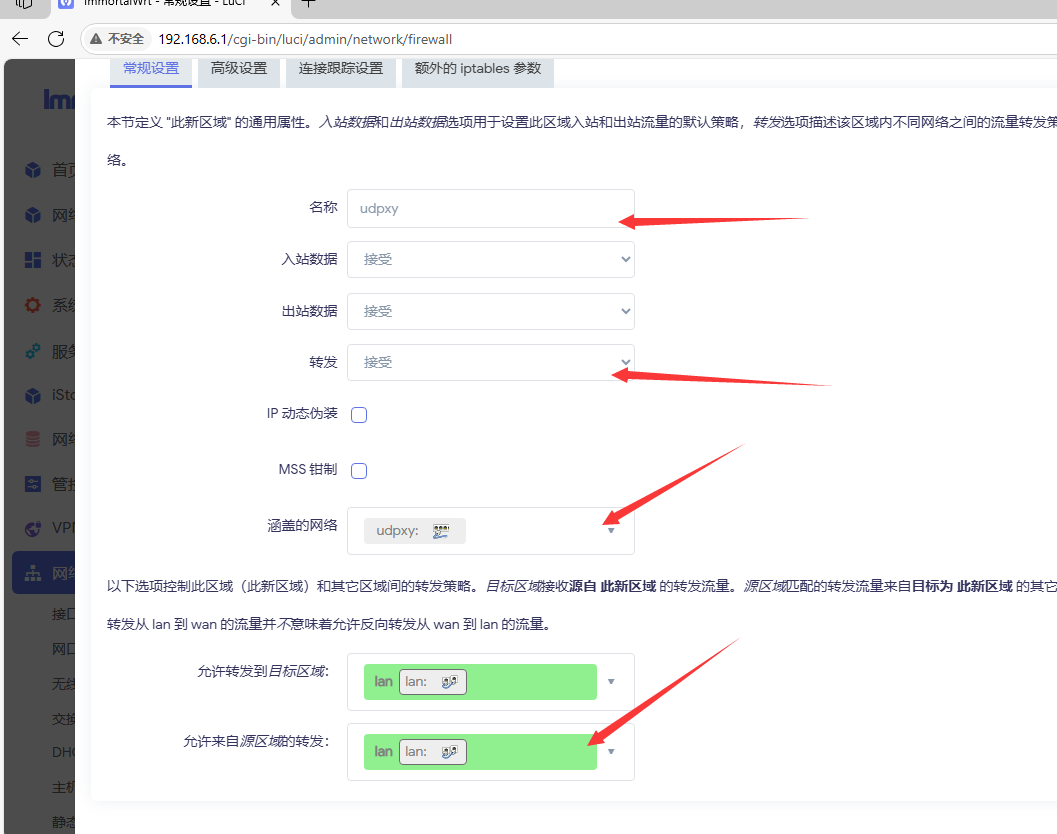 ImmortalWrt - 常规设置 - LuCI
不安全 192.168.6.1/cgi-bin/luci/admin/network/firewall
常规设置 高级设置 连接跟踪设置 额外的 iptables 参数
本节定义 "此新区域" 的通用属性。入站数据和出站数据选项用于设置此区域入站和出站流量的默认策略，转发选项描述该区域内不同网络之间的流量转发策
络。
名称 udpxy
入站数据 接受
出站数据 接受
转发 接受
IP 动态伪装
MSS 钳制
涵盖的网络 udpxy:
以下选项控制此区域（此新区域）和其它区域间的转发策略。目标区域接收源自 此新区域 的转发流量。源区域匹配的转发流量来自目标为 此新区域 的其它
转发从 lan 到 wan 的流量并不意味着允许反向转发从 wan 到 lan 的流量。
允许转发到目标区域： lan lan:
允许来自源区域的转发： lan lan:
Imm
首页
网络
状态
系统
服务
iSto
网络
管控
VPN
网络
接口
网口
无线
交换
DHC
主机
静态